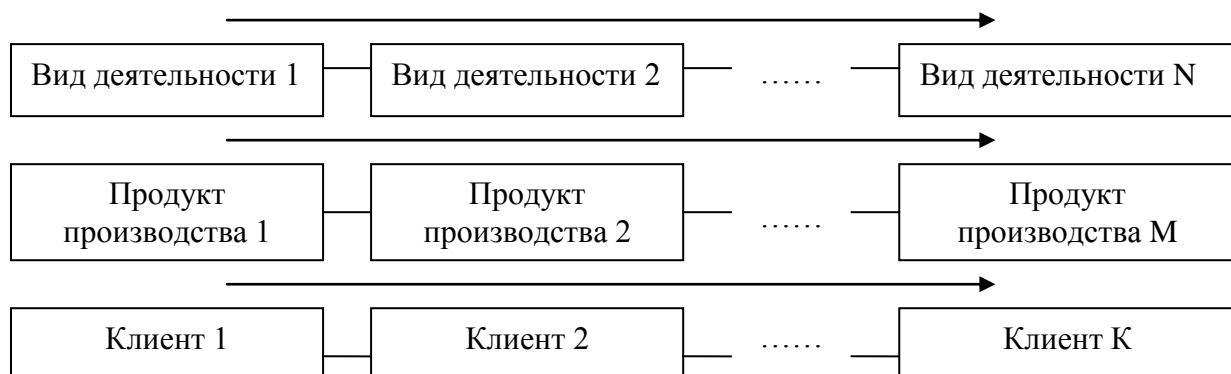 Вид деятельности 1 Вид деятельности 2 …… Вид деятельности N
Продукт Продукт Продукт
производства 1 производства 2 …… производства М
Клиент 1 Клиент 2 …… Клиент К